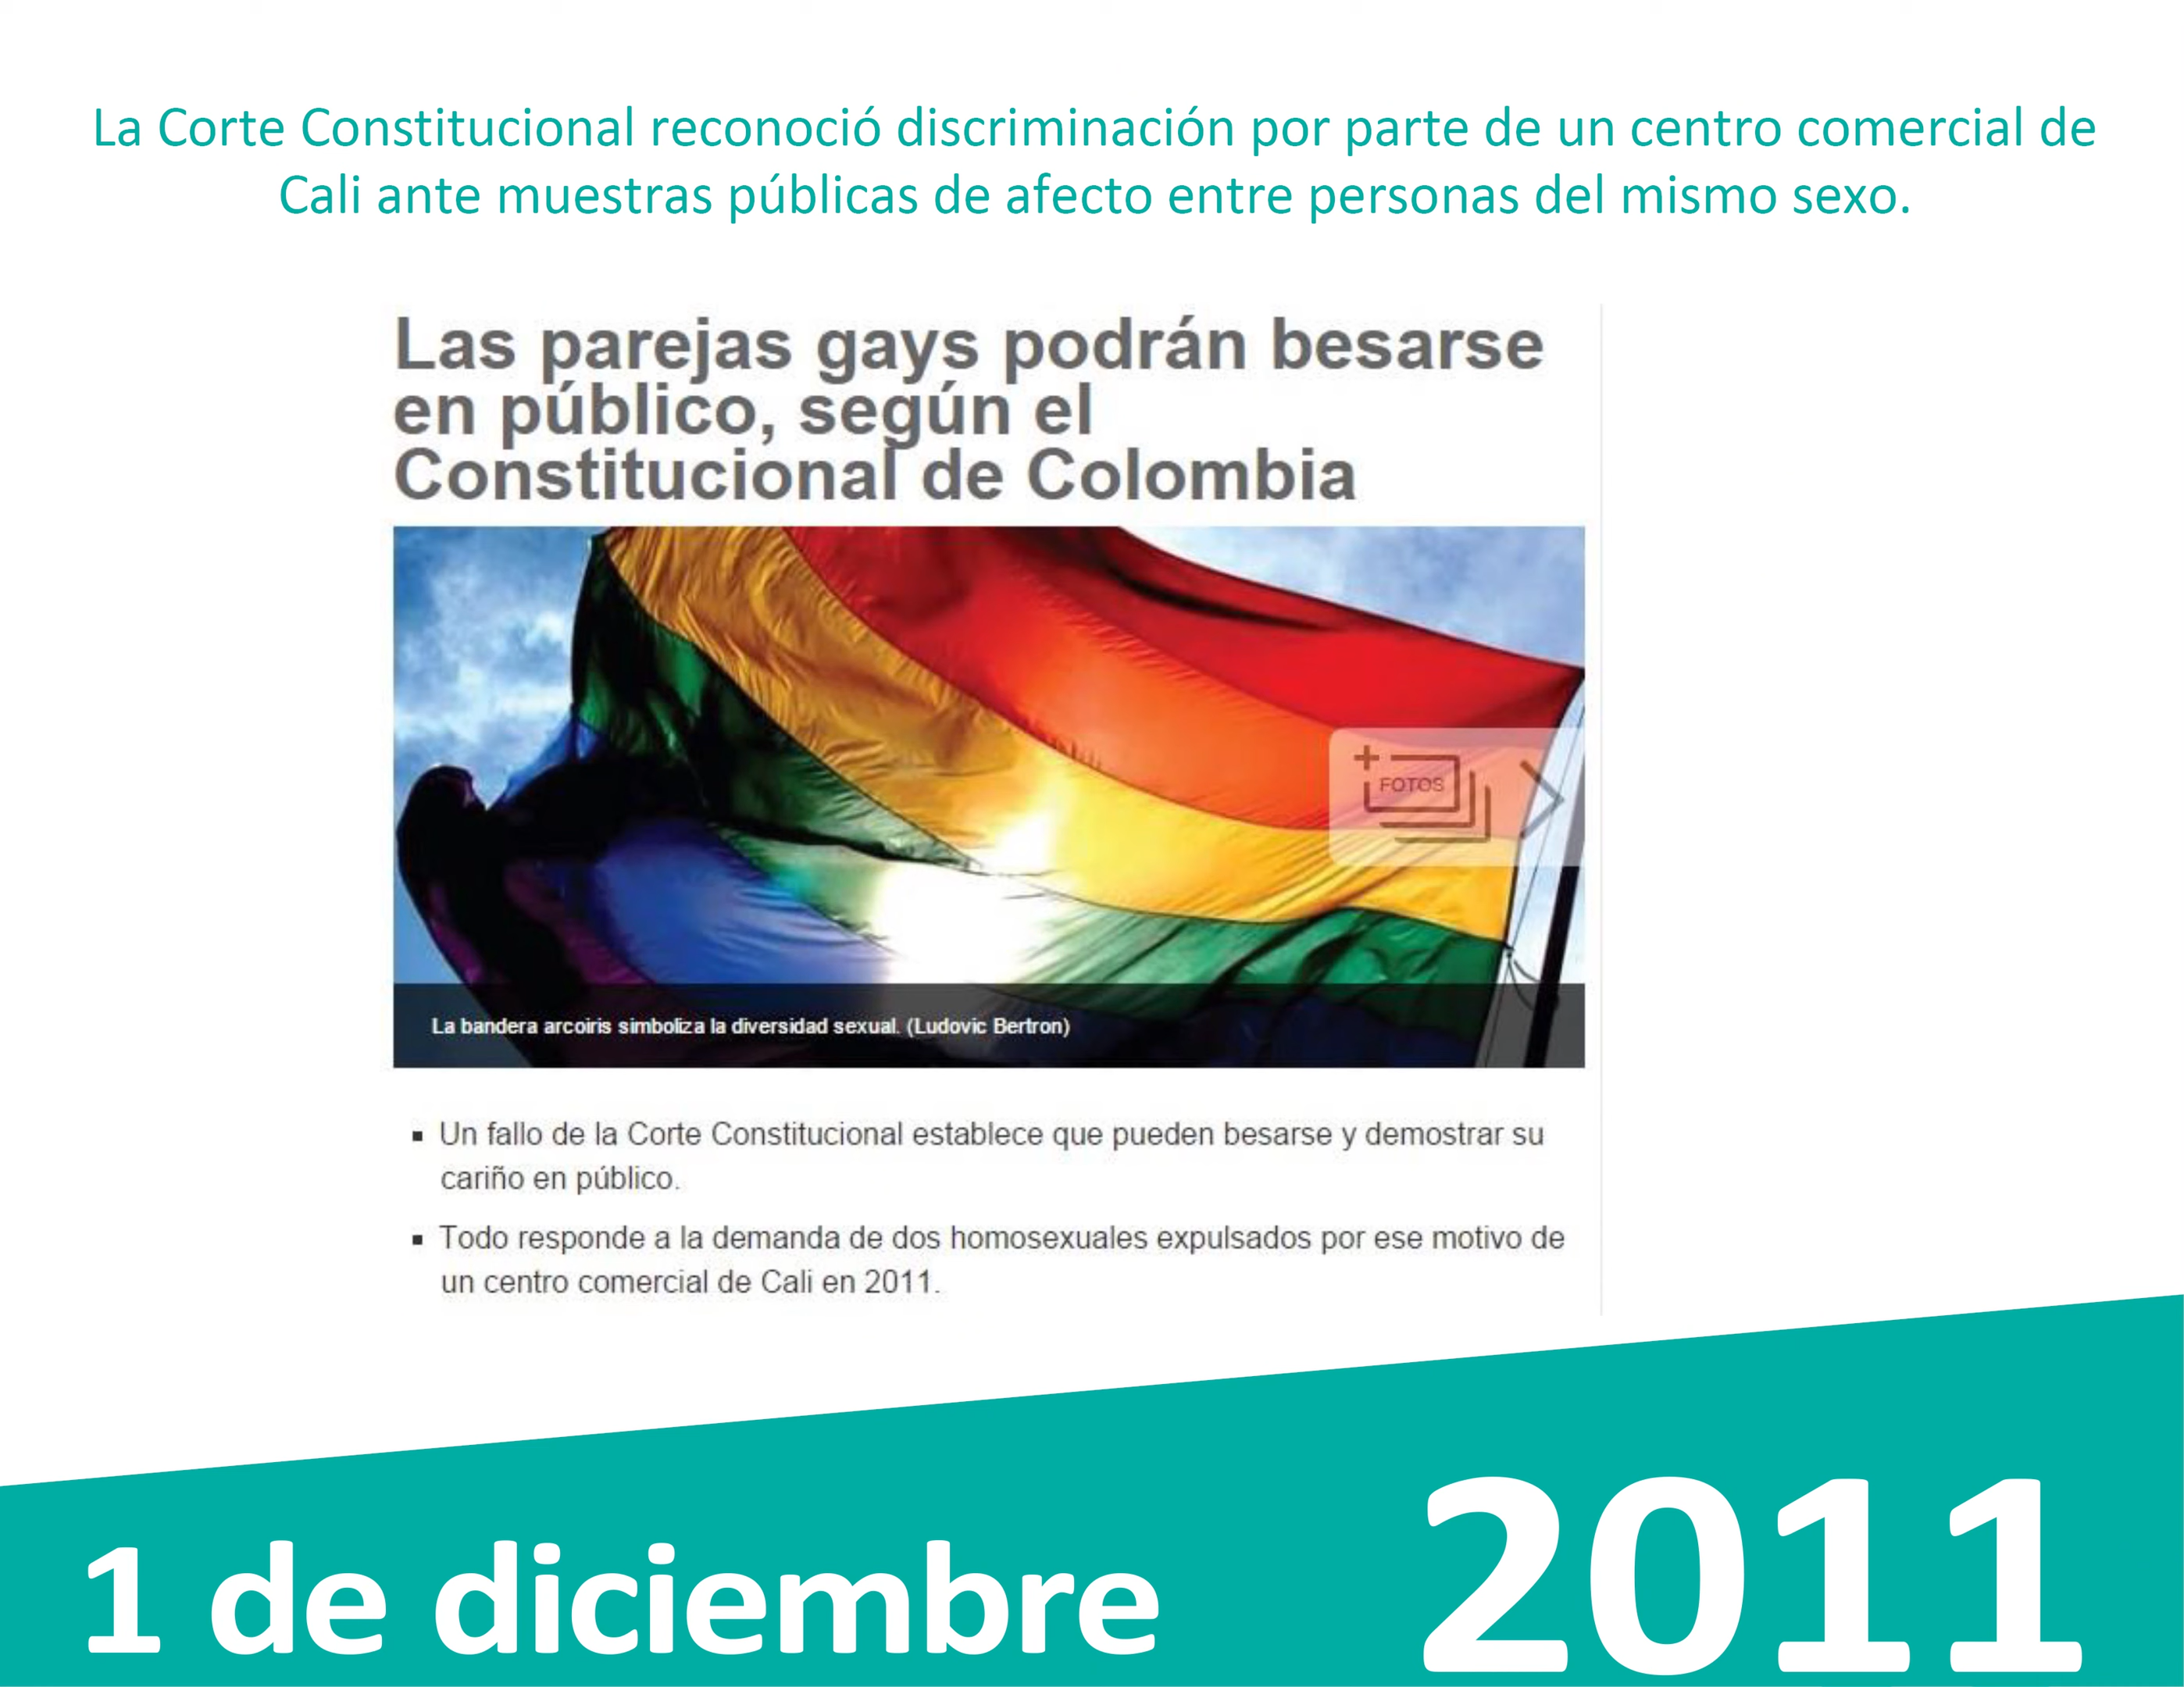 La Corte Constitucional reconoció discriminación por parte de un centro comercial de
Cali ante muestras públicas de afecto entre personas del mismo sexo.
Las parejas gays podrán besarse
en público, según el
Constitucional de Colombia
+
FOTOS
La bandera arcoiris simboliza la diversidad sexual. (Ludovic Bertron)
▪ Un fallo de la Corte Constitucional establece que pueden besarse y demostrar su
cariño en público.
▪ Todo responde a la demanda de dos homosexuales expulsados por ese motivo de
un centro comercial de Cali en 2011.
1 de diciembre 2011